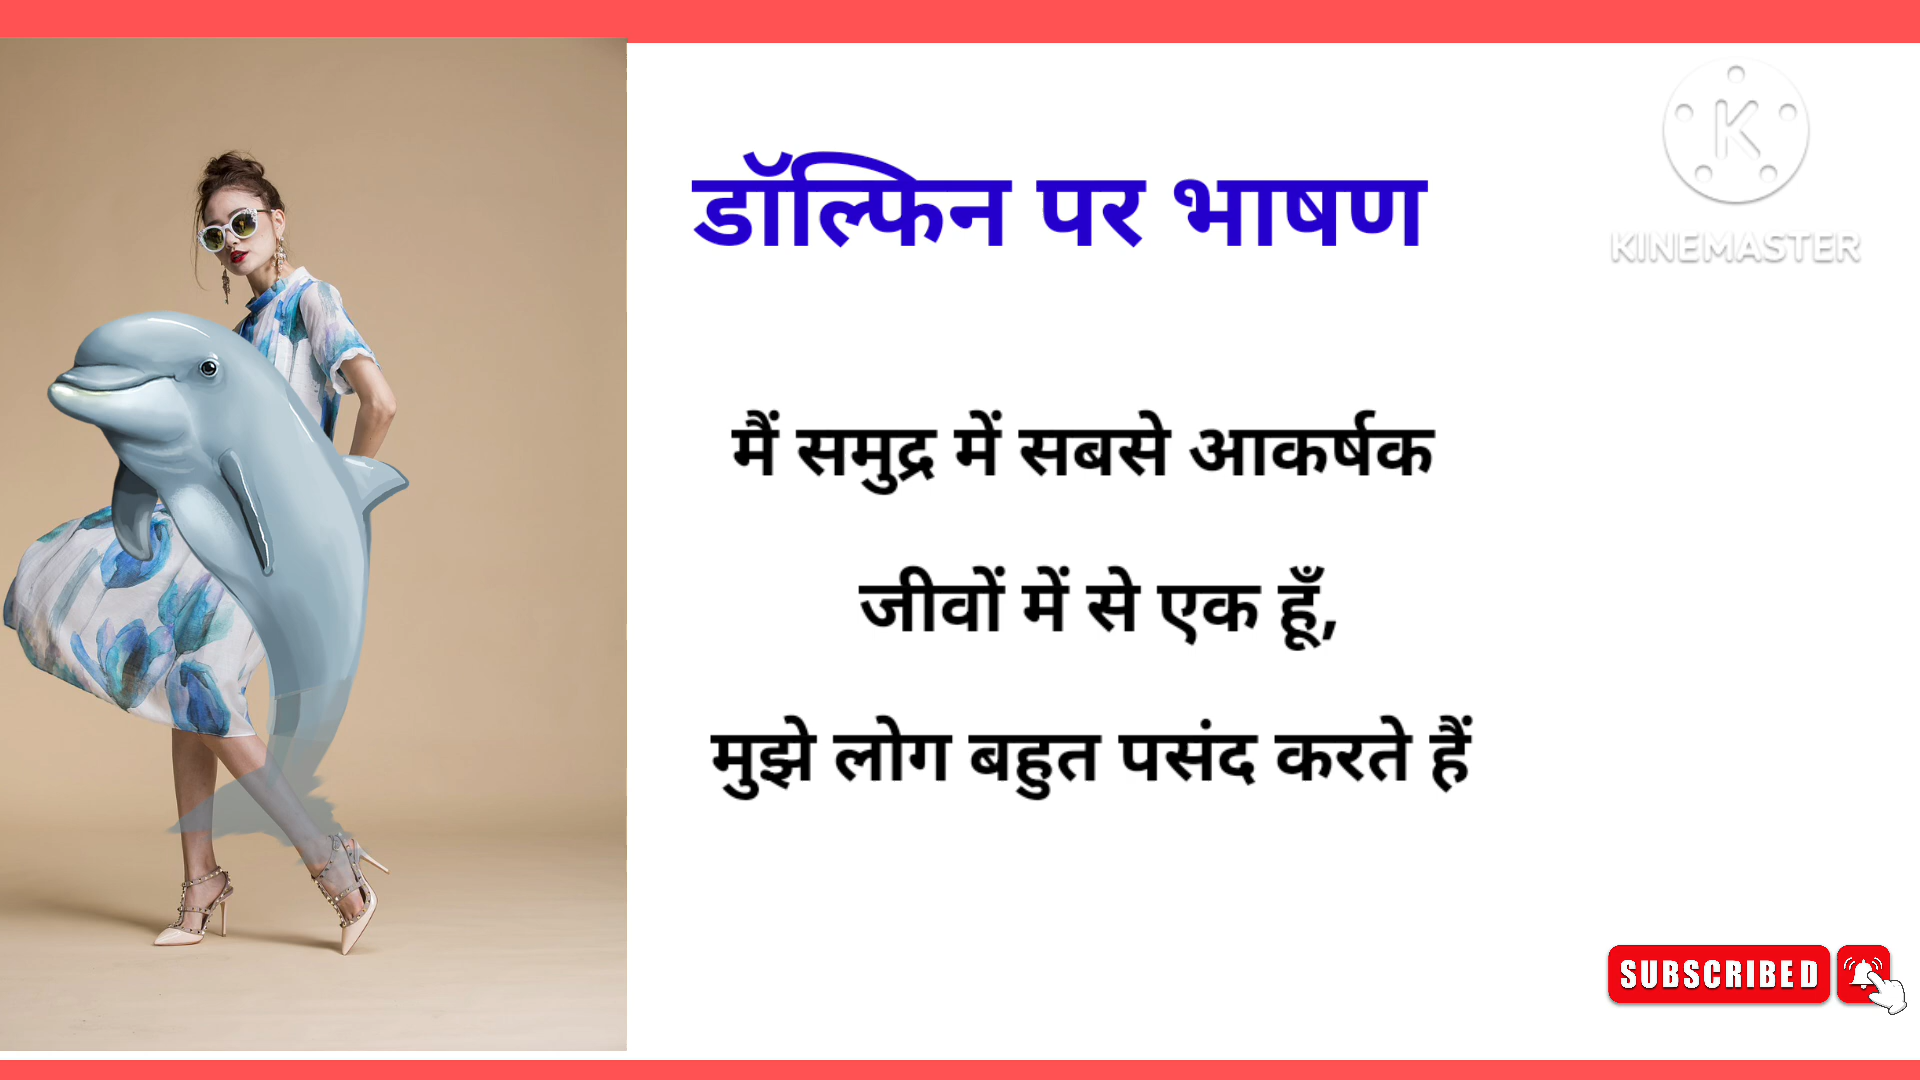 डॉल्फिन पर भाषण
KINEMASTER
मैं समुद्र में सबसे आकर्षक
जीवों में से एक हूँ,
मुझे लोग बहुत पसंद करते हैं
SUBSCRIBED